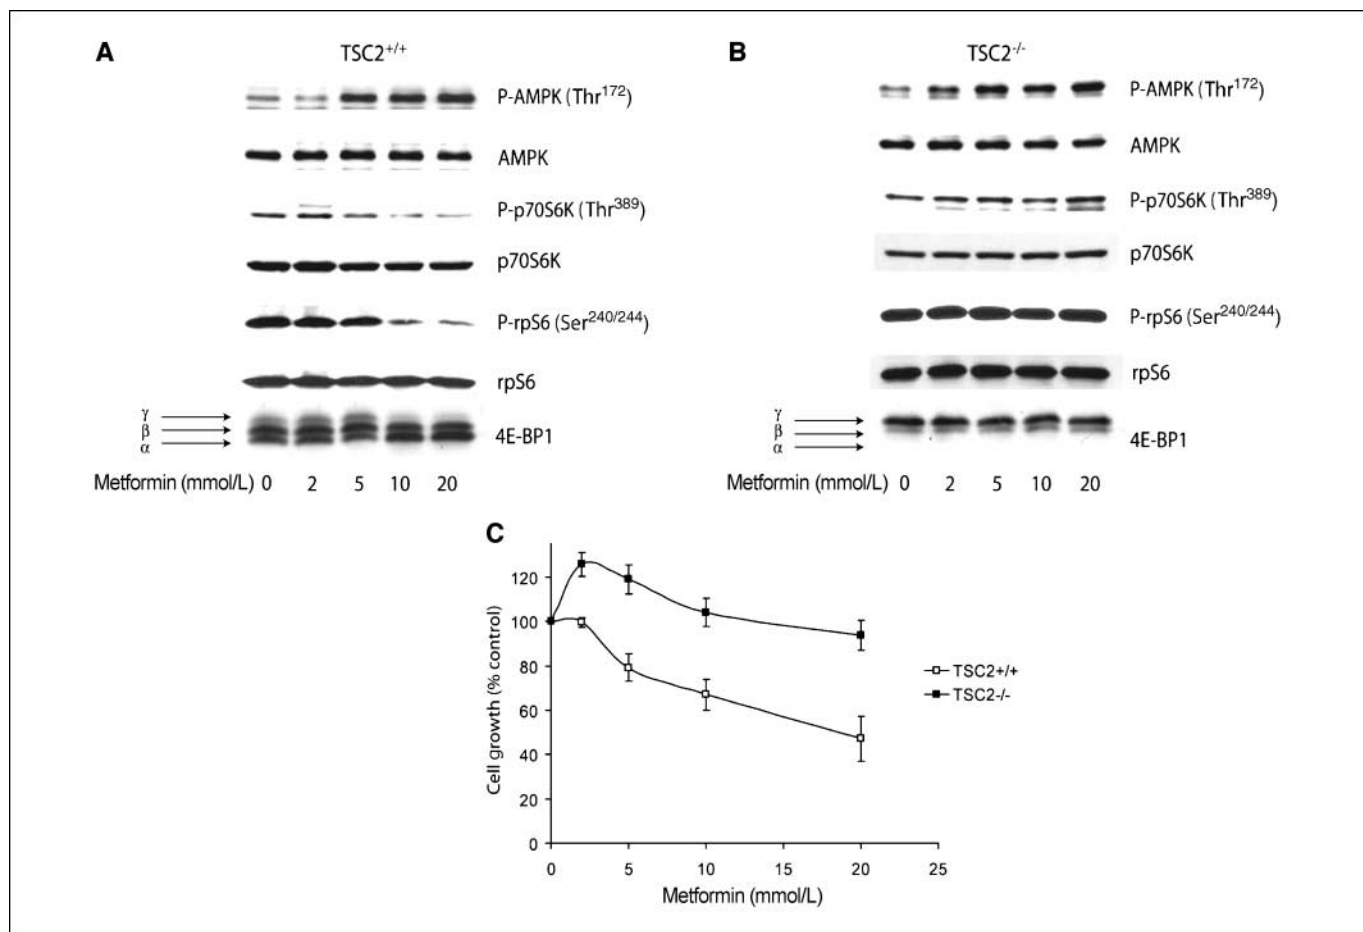 A
TSC2+/+
P-AMPK (Thr172)
AMPK
P-p70S6K (Thr389)
p70S6K
P-rpS6 (Ser240/244)
rpS6
γ
β
α
4E-BP1
Metformin (mmol/L) 0 2 5 10 20
B
TSC2-/-
P-AMPK (Thr172)
AMPK
P-p70S6K (Thr389)
p70S6K
P-rpS6 (Ser240/244)
rpS6
γ
β
α
4E-BP1
Metformin (mmol/L) 0 2 5 10 20
C
Cell growth (% control)
120
100
80
60
40
20
0
0 5 10 15 20 25
Metformin (mmol/L)
TSC2+/+
TSC2-/-